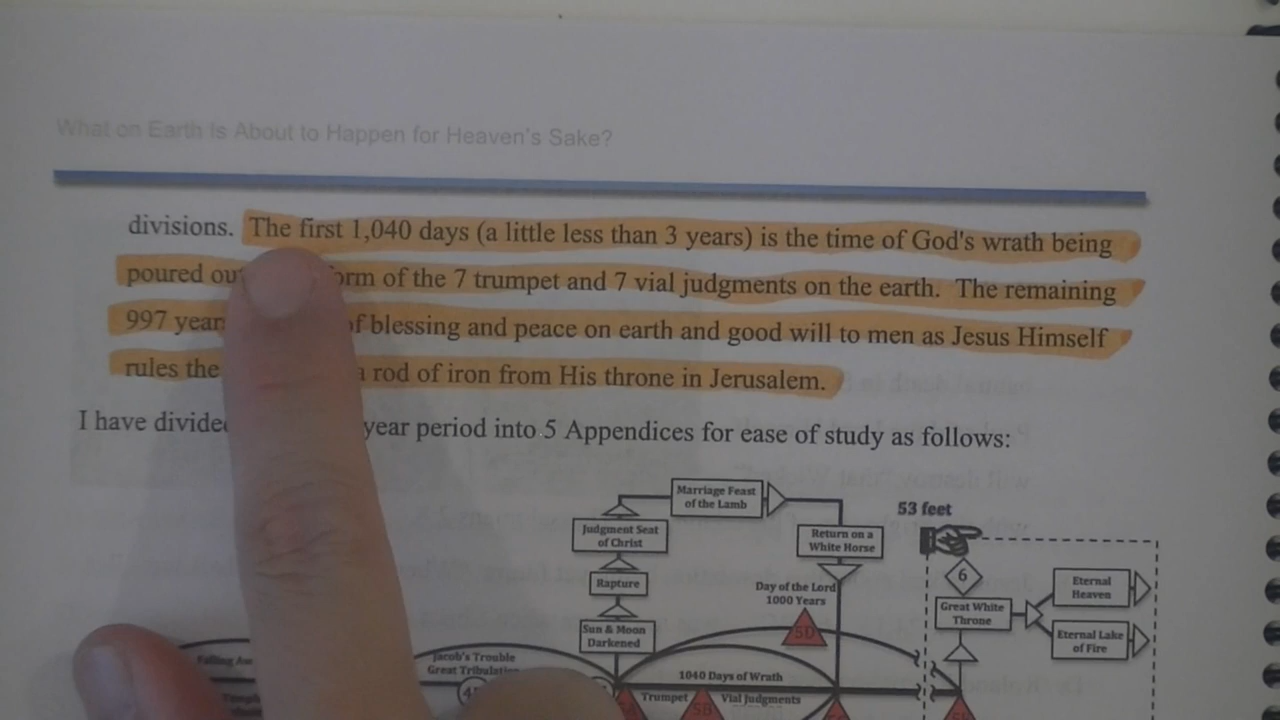 What on Earth Is About to Happen for Heaven's Sake?
divisions. The first 1,040 days (a little less than 3 years) is the time of God's wrath being
poured of the 7 trumpet and 7 vial judgments on the earth. The remaining
997 of blessing and peace on earth and good will to men as Jesus Himself
rules the rod of iron from His throne in Jerusalem.
I have year period into 5 Appendices for ease of study as follows:
Marriage Feast
of the Lamb
53 feet
Judgment Seat
of Christ
Return on a
White Horse
Rapture
Day of the Lord
1000 Years
6
Eternal
Heaven
Great White
Throne
Sun & Moon
Darkened
5D
Eternal Lake
of Fire
Jacob's Trouble
Great
1040 Days of Wrath
Trumpet
5B
Vial Judgments